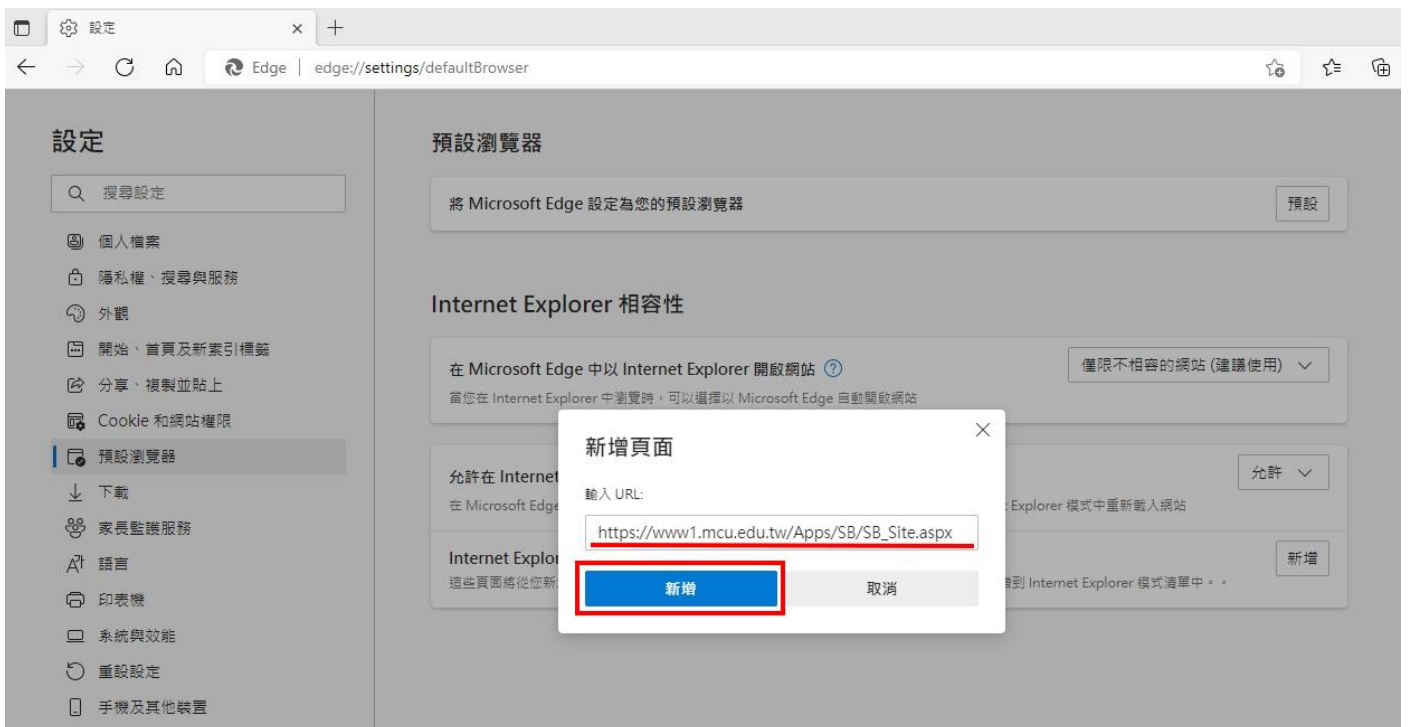 設定
Edge | edge://settings/defaultBrowser
設定
搜尋設定
個人檔案
隱私權、搜尋與服務
外觀
開始、首頁及新索引標籤
分享、複製並貼上
Cookie 和網站權限
預設瀏覽器
下載
家長監護服務
語言
印表機
系統與效能
重設設定
手機及其他裝置
預設瀏覽器
將 Microsoft Edge 設定為您的預設瀏覽器
預設
Internet Explorer 相容性
在 Microsoft Edge 中以 Internet Explorer 開啟網站
僅限不相容的網站 (建議使用)
當您在 Internet Explorer 中瀏覽時，可以選擇以 Microsoft Edge 自動開啟網站
允許在 Internet
允許
在 Microsoft Edge
Explorer 模式中重新載入網站
Internet Explor
新增
這些頁面將從您新
到 Internet Explorer 模式清單中。。
新增頁面
輸入 URL:
https://www1.mcu.edu.tw/Apps/SB/SB_Site.aspx
新增
取消